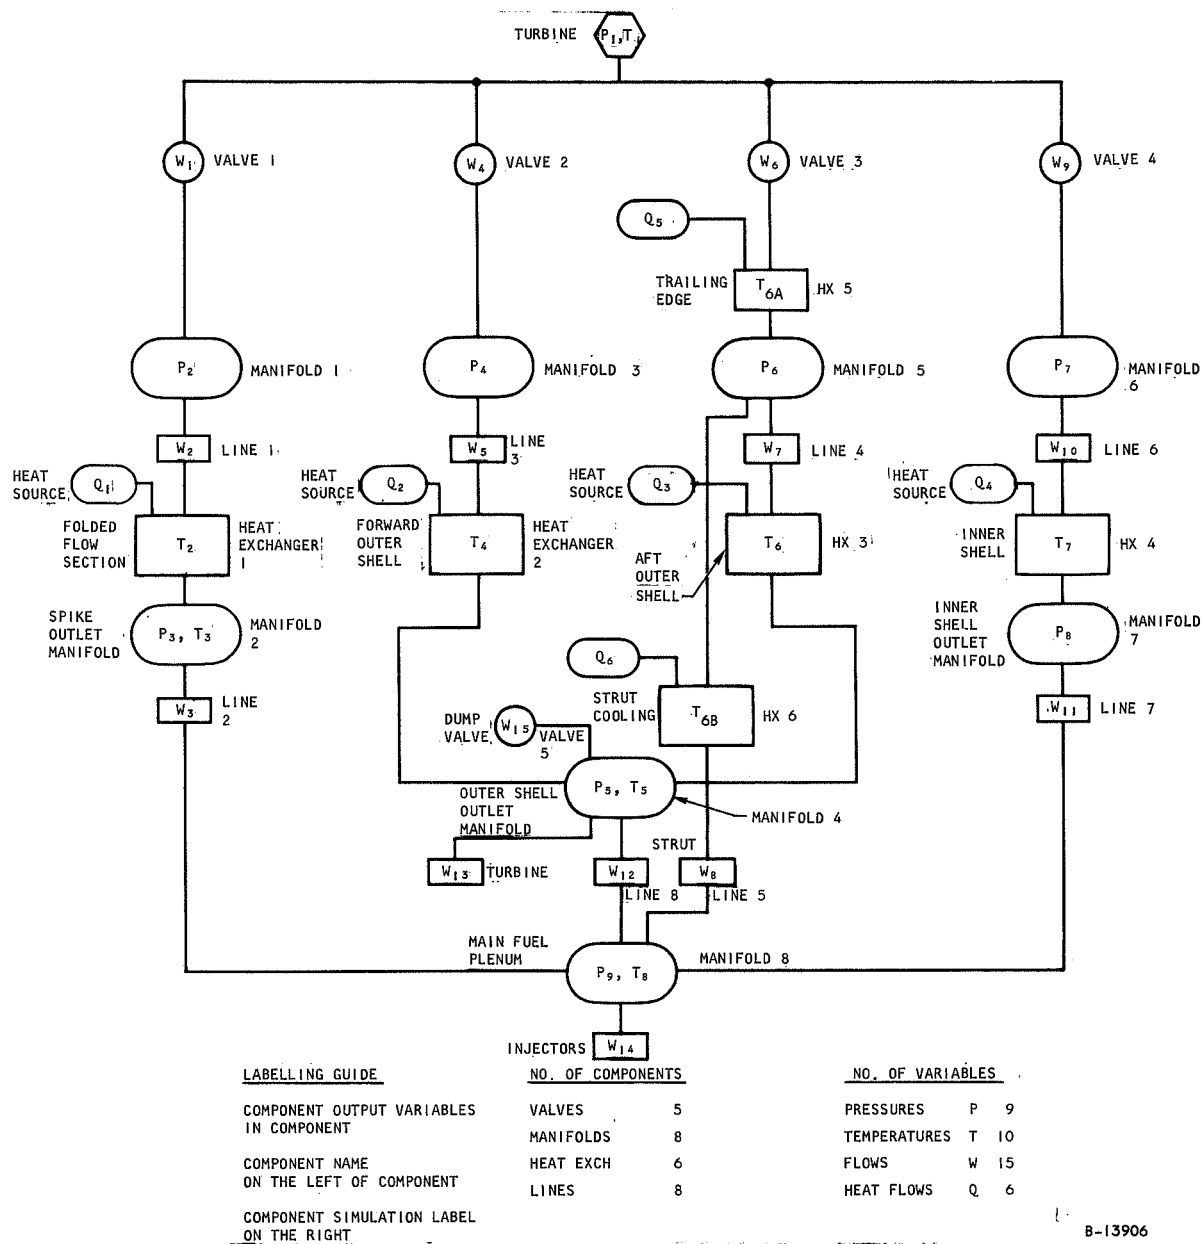 TURBINE P₁,T₁
W₁ VALVE 1
W₄ VALVE 2
W₆ VALVE 3
W₉ VALVE 4
Q₅
TRAILING
EDGE
T₆A
HX 5
P₂
MANIFOLD 1
P₄
MANIFOLD 3
P₆
MANIFOLD 5
P₇
MANIFOLD
6
W₂
LINE 1
W₅
LINE
3
W₇
LINE 4
W₁₀
LINE 6
HEAT
SOURCE
Q₁
HEAT
SOURCE
Q₂
HEAT
SOURCE
Q₃
HEAT
SOURCE
Q₄
FOLDED
FLOW
SECTION
T₂
HEAT
EXCHANGER
1
FORWARD
OUTER
SHELL
T₄
HEAT
EXCHANGER
2
AFT
OUTER
SHELL
T₆
HX 3
INNER
SHELL
T₇
HX 4
SPIKE
OUTLET
MANIFOLD
P₃, T₃
MANIFOLD
2
INNER
SHELL
OUTLET
MANIFOLD
P₈
MANIFOLD
7
Q₆
STRUT
COOLING
T₆B
HX 6
W₃
LINE
2
W₁₁
LINE 7
DUMP
VALVE
W₁₅
VALVE
5
P₅, T₅
OUTER SHELL
OUTLET
MANIFOLD
MANIFOLD 4
W₁₃
TURBINE
W₁₂
LINE 8
STRUT
W₈
LINE 5
MAIN FUEL
PLENUM
P₉, T₈
MANIFOLD 8
INJECTORS W₁₄
LABELLING GUIDE
COMPONENT OUTPUT VARIABLES
IN COMPONENT
COMPONENT NAME
ON THE LEFT OF COMPONENT
COMPONENT SIMULATION LABEL
ON THE RIGHT
NO. OF COMPONENTS
VALVES 5
MANIFOLDS 8
HEAT EXCH 6
LINES 8
NO. OF VARIABLES
PRESSURES P 9
TEMPERATURES T 10
FLOWS W 15
HEAT FLOWS Q 6
B-13906